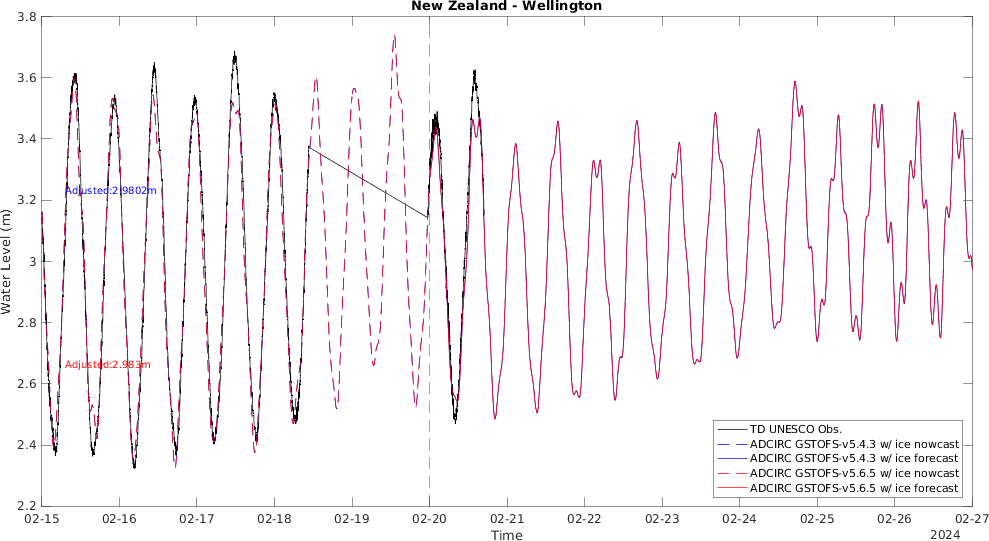 New Zealand - Wellington
Water Level (m)
3.8
3.6
3.4
3.2
3
2.8
2.6
2.4
2.2
Adjusted:2.9802m
Adjusted:2.983m
TD UNESCO Obs.
ADCIRC GSTOFS-v5.4.3 w/ ice nowcast
ADCIRC GSTOFS-v5.4.3 w/ ice forecast
ADCIRC GSTOFS-v5.6.5 w/ ice nowcast
ADCIRC GSTOFS-v5.6.5 w/ ice forecast
02-15 02-16 02-17 02-18 02-19 02-20 02-21 02-22 02-23 02-24 02-25 02-26 02-27
Time
2024